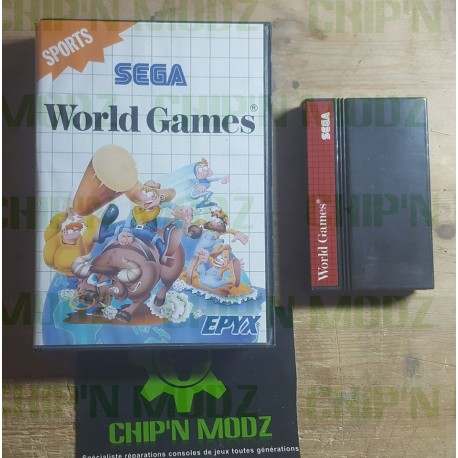 CHIP'N MODZ
SPORTS
SEGA
World Games®
EPYX
SEGA
World Games®
CHIP'N MODZ
Spécialiste réparations consoles de jeux toutes générations